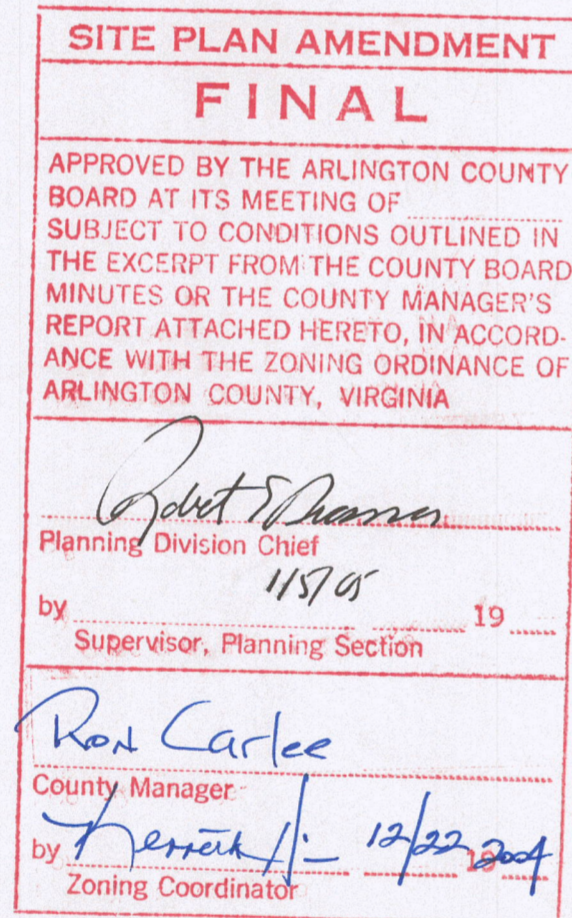 SITE PLAN AMENDMENT
FINAL
APPROVED BY THE ARLINGTON COUNTY
BOARD AT ITS MEETING OF
SUBJECT TO CONDITIONS OUTLINED IN
THE EXCERPT FROM THE COUNTY BOARD
MINUTES OR THE COUNTY MANAGER'S
REPORT ATTACHED HERETO, IN ACCORD-
ANCE WITH THE ZONING ORDINANCE OF
ARLINGTON COUNTY, VIRGINIA
Robert E
Planning Division Chief
1/5/05
by 19
Supervisor, Planning Section
Ron Carlee
County Manager
by 12/22 19 2004
Zoning Coordinator